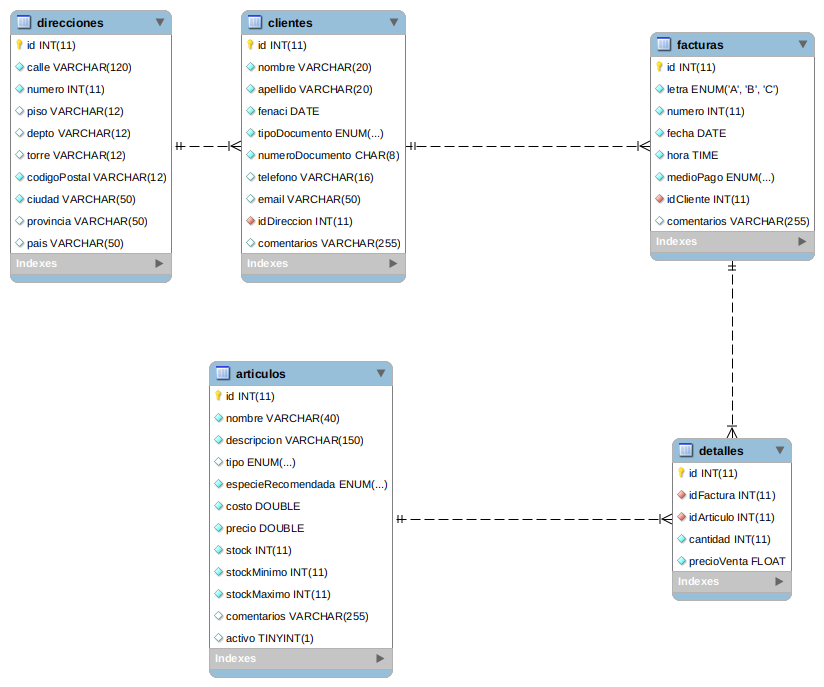 direcciones
id INT(11)
calle VARCHAR(120)
numero INT(11)
piso VARCHAR(12)
depto VARCHAR(12)
torre VARCHAR(12)
codigoPostal VARCHAR(12)
ciudad VARCHAR(50)
provincia VARCHAR(50)
pais VARCHAR(50)
Indexes
clientes
id INT(11)
nombre VARCHAR(20)
apellido VARCHAR(20)
fenaci DATE
tipoDocumento ENUM(...)
numeroDocumento CHAR(8)
telefono VARCHAR(16)
email VARCHAR(50)
idDireccion INT(11)
comentarios VARCHAR(255)
Indexes
facturas
id INT(11)
letra ENUM('A', 'B', 'C')
numero INT(11)
fecha DATE
hora TIME
medioPago ENUM(...)
idCliente INT(11)
comentarios VARCHAR(255)
Indexes
articulos
id INT(11)
nombre VARCHAR(40)
descripcion VARCHAR(150)
tipo ENUM(...)
especieRecomendada ENUM(...)
costo DOUBLE
precio DOUBLE
stock INT(11)
stockMinimo INT(11)
stockMaximo INT(11)
comentarios VARCHAR(255)
activo TINYINT(1)
Indexes
detalles
id INT(11)
idFactura INT(11)
idArticulo INT(11)
cantidad INT(11)
precioVenta FLOAT
Indexes